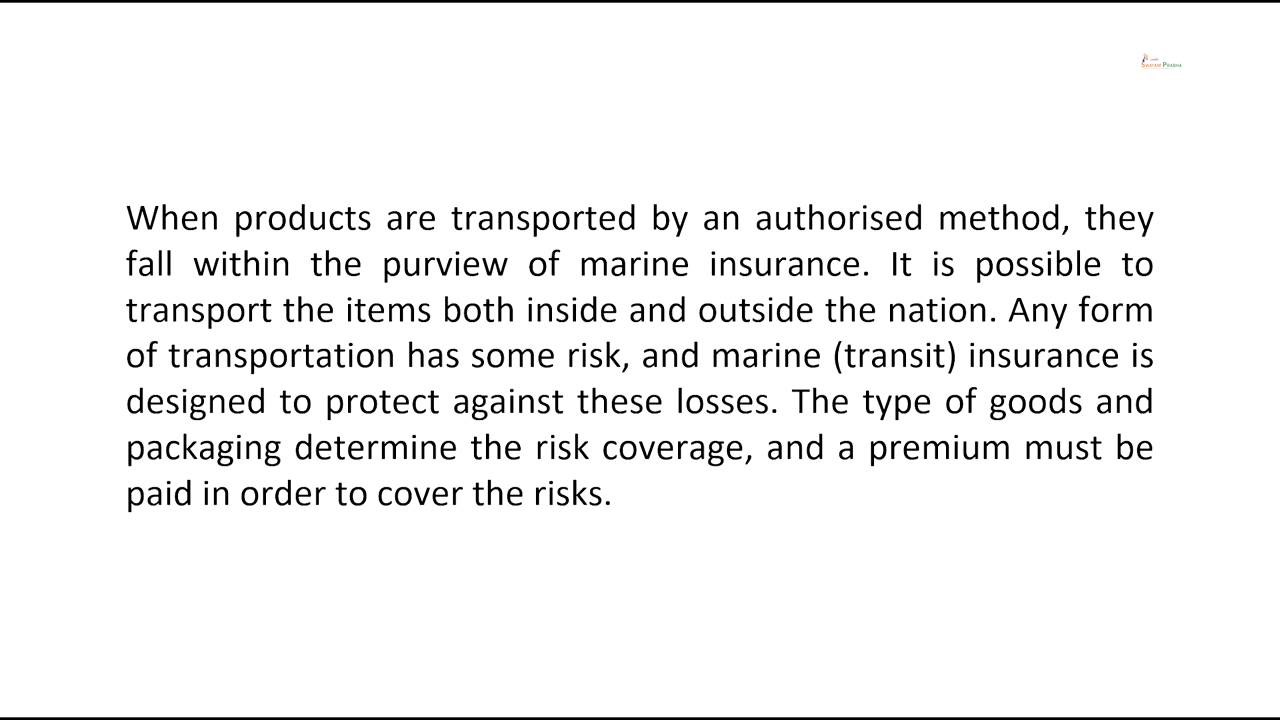 Swayam Prabha
When products are transported by an authorised method, they
fall within the purview of marine insurance. It is possible to
transport the items both inside and outside the nation. Any form
of transportation has some risk, and marine (transit) insurance is
designed to protect against these losses. The type of goods and
packaging determine the risk coverage, and a premium must be
paid in order to cover the risks.